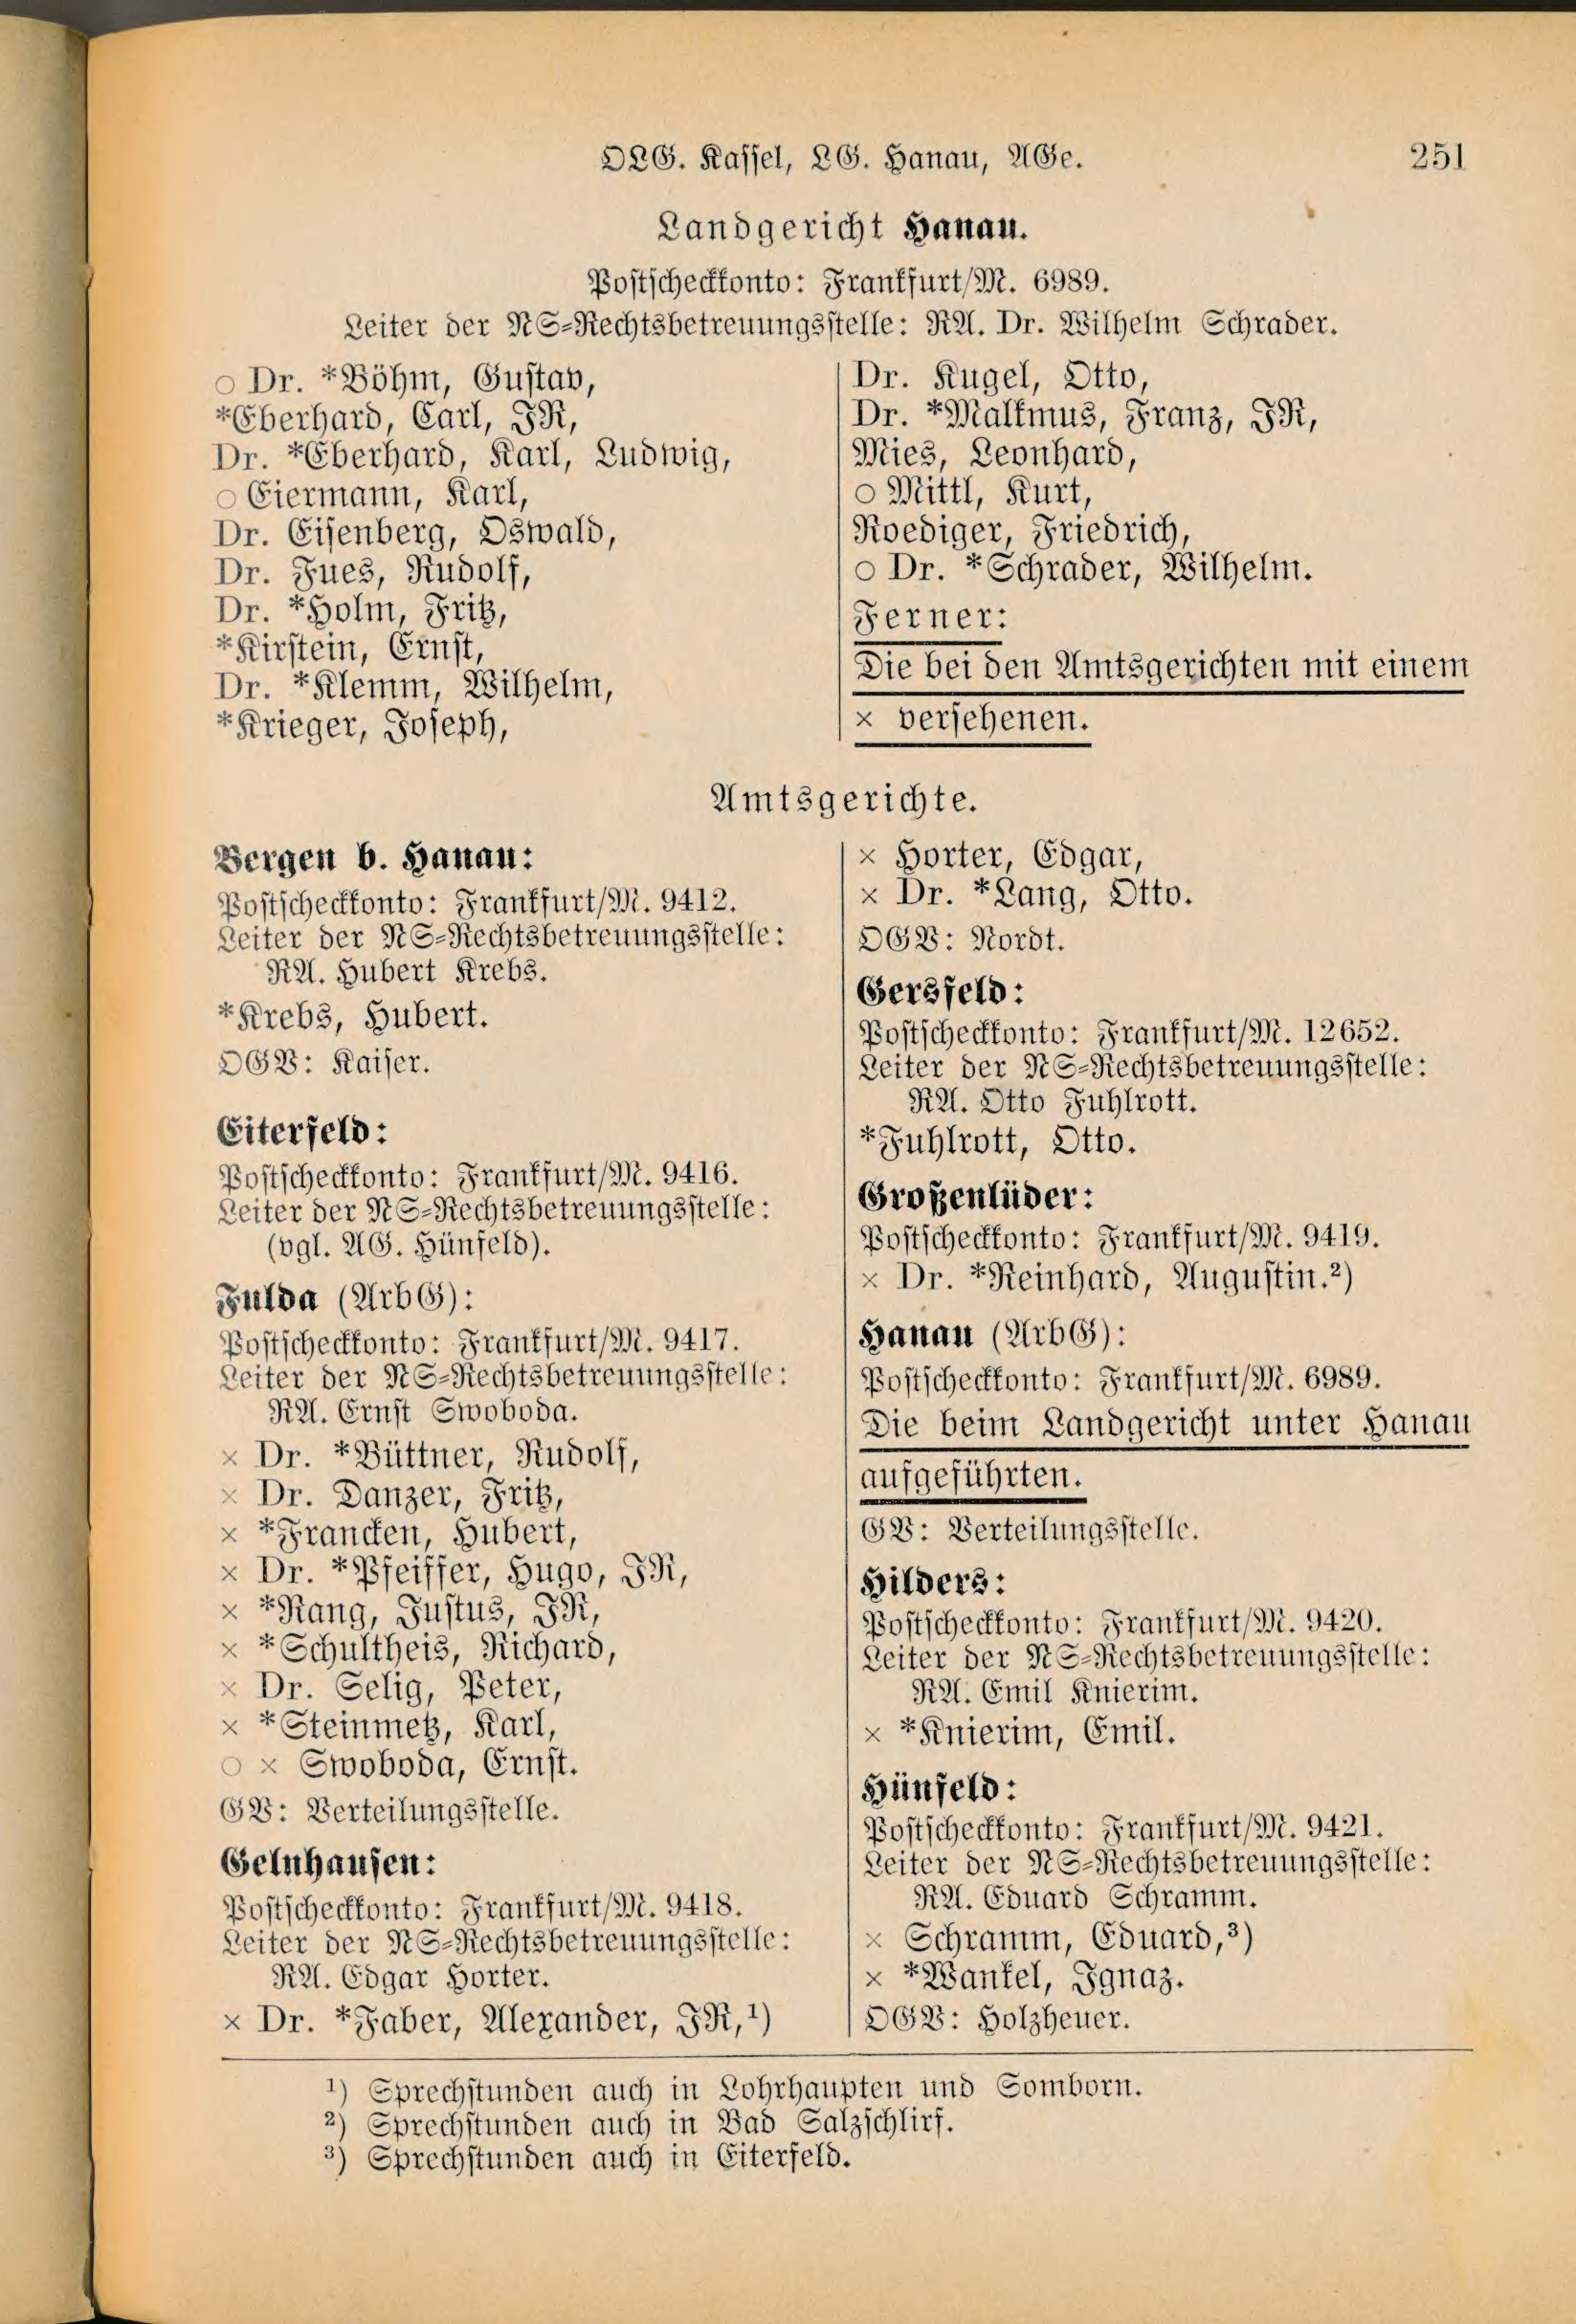 OLG. Kassel, LG. Hanau, AGe.
251
Landgericht Hanau.
Postscheckkonto: Frankfurt/M. 6989.
Leiter der NS-Rechtsbetreuungsstelle: RA. Dr. Wilhelm Schrader.
○ Dr. *Böhm, Gustav,
*Eberhard, Carl, JR,
Dr. *Eberhard, Karl, Ludwig,
○ Eiermann, Karl,
Dr. Eisenberg, Oswald,
Dr. Fues, Rudolf,
Dr. *Holm, Fritz,
*Kirstein, Ernst,
Dr. *Klemm, Wilhelm,
*Krieger, Joseph,
Dr. Kugel, Otto,
Dr. *Malkmus, Franz, JR,
Mies, Leonhard,
○ Mittl, Kurt,
Roediger, Friedrich,
○ Dr. *Schrader, Wilhelm.
Ferner:
Die bei den Amtsgerichten mit einem
× versehenen.
Amtsgerichte.
Bergen b. Hanau:
Postscheckkonto: Frankfurt/M. 9412.
Leiter der NS-Rechtsbetreuungsstelle:
RA. Hubert Krebs.
*Krebs, Hubert.
OGV: Kaiser.
Eiterfeld:
Postscheckkonto: Frankfurt/M. 9416.
Leiter der NS-Rechtsbetreuungsstelle:
(vgl. AG. Hünfeld).
Fulda (ArbG):
Postscheckkonto: Frankfurt/M. 9417.
Leiter der NS-Rechtsbetreuungsstelle:
RA. Ernst Swoboda.
× Dr. *Büttner, Rudolf,
× Dr. Danzer, Fritz,
× *Francken, Hubert,
× Dr. *Pfeiffer, Hugo, JR,
× *Rang, Justus, JR,
× *Schultheis, Richard,
× Dr. Selig, Peter,
× *Steinmetz, Karl,
○ × Swoboda, Ernst.
GV: Verteilungsstelle.
Gelnhausen:
Postscheckkonto: Frankfurt/M. 9418.
Leiter der NS-Rechtsbetreuungsstelle:
RA. Edgar Horter.
× Dr. *Faber, Alexander, JR,¹)
× Horter, Edgar,
× Dr. *Lang, Otto.
OGV: Nordt.
Gersfeld:
Postscheckkonto: Frankfurt/M. 12652.
Leiter der NS-Rechtsbetreuungsstelle:
RA. Otto Fuhlrott.
*Fuhlrott, Otto.
Großenlüder:
Postscheckkonto: Frankfurt/M. 9419.
× Dr. *Reinhard, Augustin.²)
Hanau (ArbG):
Postscheckkonto: Frankfurt/M. 6989.
Die beim Landgericht unter Hanau
aufgeführten.
GV: Verteilungsstelle.
Hilders:
Postscheckkonto: Frankfurt/M. 9420.
Leiter der NS-Rechtsbetreuungsstelle:
RA. Emil Knierim.
× *Knierim, Emil.
Hünfeld:
Postscheckkonto: Frankfurt/M. 9421.
Leiter der NS-Rechtsbetreuungsstelle:
RA. Eduard Schramm.
× Schramm, Eduard,³)
× *Wankel, Ignaz.
OGV: Holzheuer.
¹) Sprechstunden auch in Lohrhaupten und Somborn.
²) Sprechstunden auch in Bad Salzschlirf.
³) Sprechstunden auch in Eiterfeld.